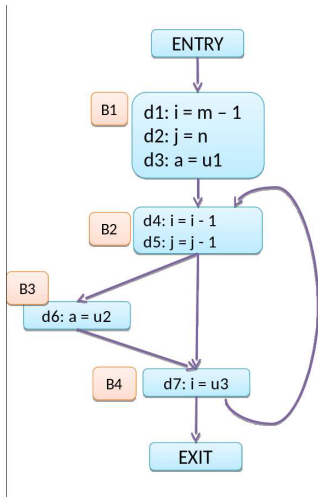 ENTRY
B1
d1: i = m – 1
d2: j = n
d3: a = u1
B2
d4: i = i - 1
d5: j = j - 1
B3
d6: a = u2
B4
d7: i = u3
EXIT